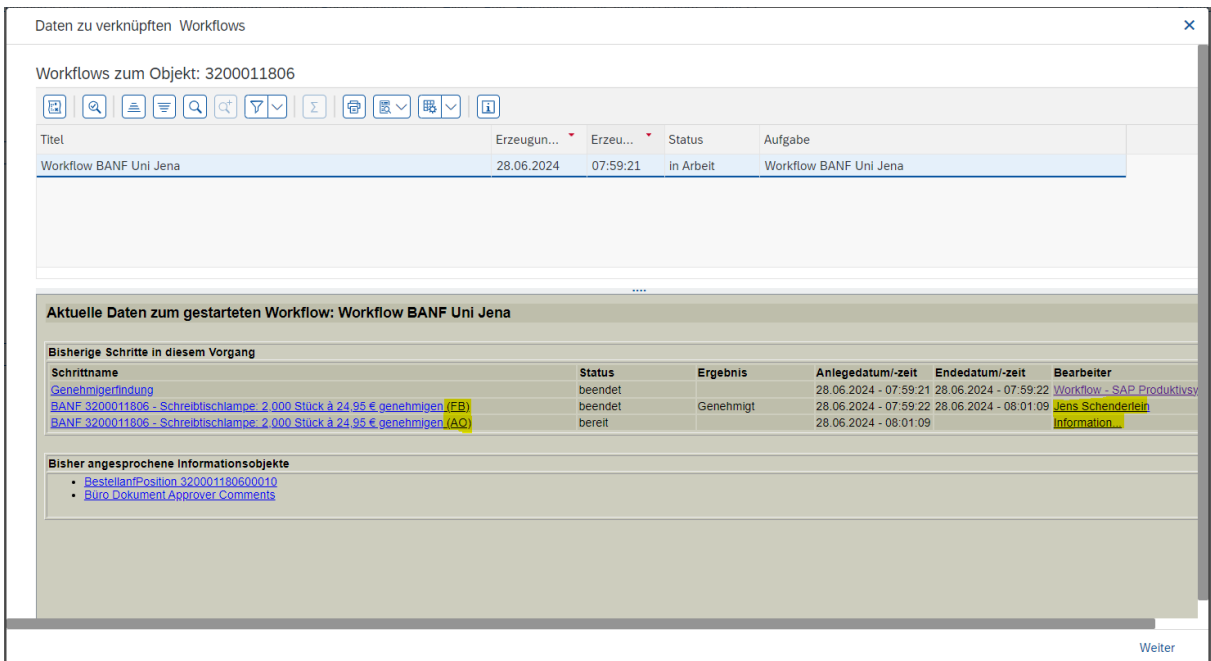 Daten zu verknüpften Workflows
Workflows zum Objekt: 3200011806
Titel Erzeugun... Erzeu... Status Aufgabe
Workflow BANF Uni Jena 28.06.2024 07:59:21 in Arbeit Workflow BANF Uni Jena
Aktuelle Daten zum gestarteten Workflow: Workflow BANF Uni Jena
Bisherige Schritte in diesem Vorgang
Schrittname Status Ergebnis Anlegedatum/-zeit Endedatum/-zeit Bearbeiter
Genehmigerfindung beendet 28.06.2024 - 07:59:21 28.06.2024 - 07:59:22 Workflow - SAP Produktivsy
BANF 3200011806 - Schreibtischlampe: 2,000 Stück à 24,95 € genehmigen (FB) beendet Genehmigt 28.06.2024 - 07:59:22 28.06.2024 - 08:01:09 Jens Schenderlein
BANF 3200011806 - Schreibtischlampe: 2,000 Stück à 24,95 € genehmigen (AO) bereit 28.06.2024 - 08:01:09 Information...
Bisher angesprochene Informationsobjekte
• BestellanfPosition 320001180600010
• Büro Dokument Approver Comments
Weiter